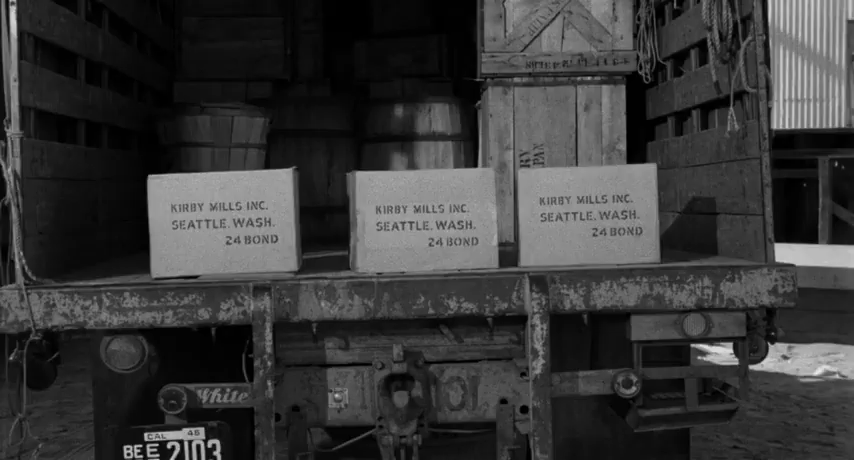 KIRBY MILLS INC.
SEATTLE, WASH.
24 BOND
KIRBY MILLS INC.
SEATTLE, WASH.
24 BOND
KIRBY MILLS INC.
SEATTLE, WASH.
24 BOND
White
CAL 46
BEE 2103